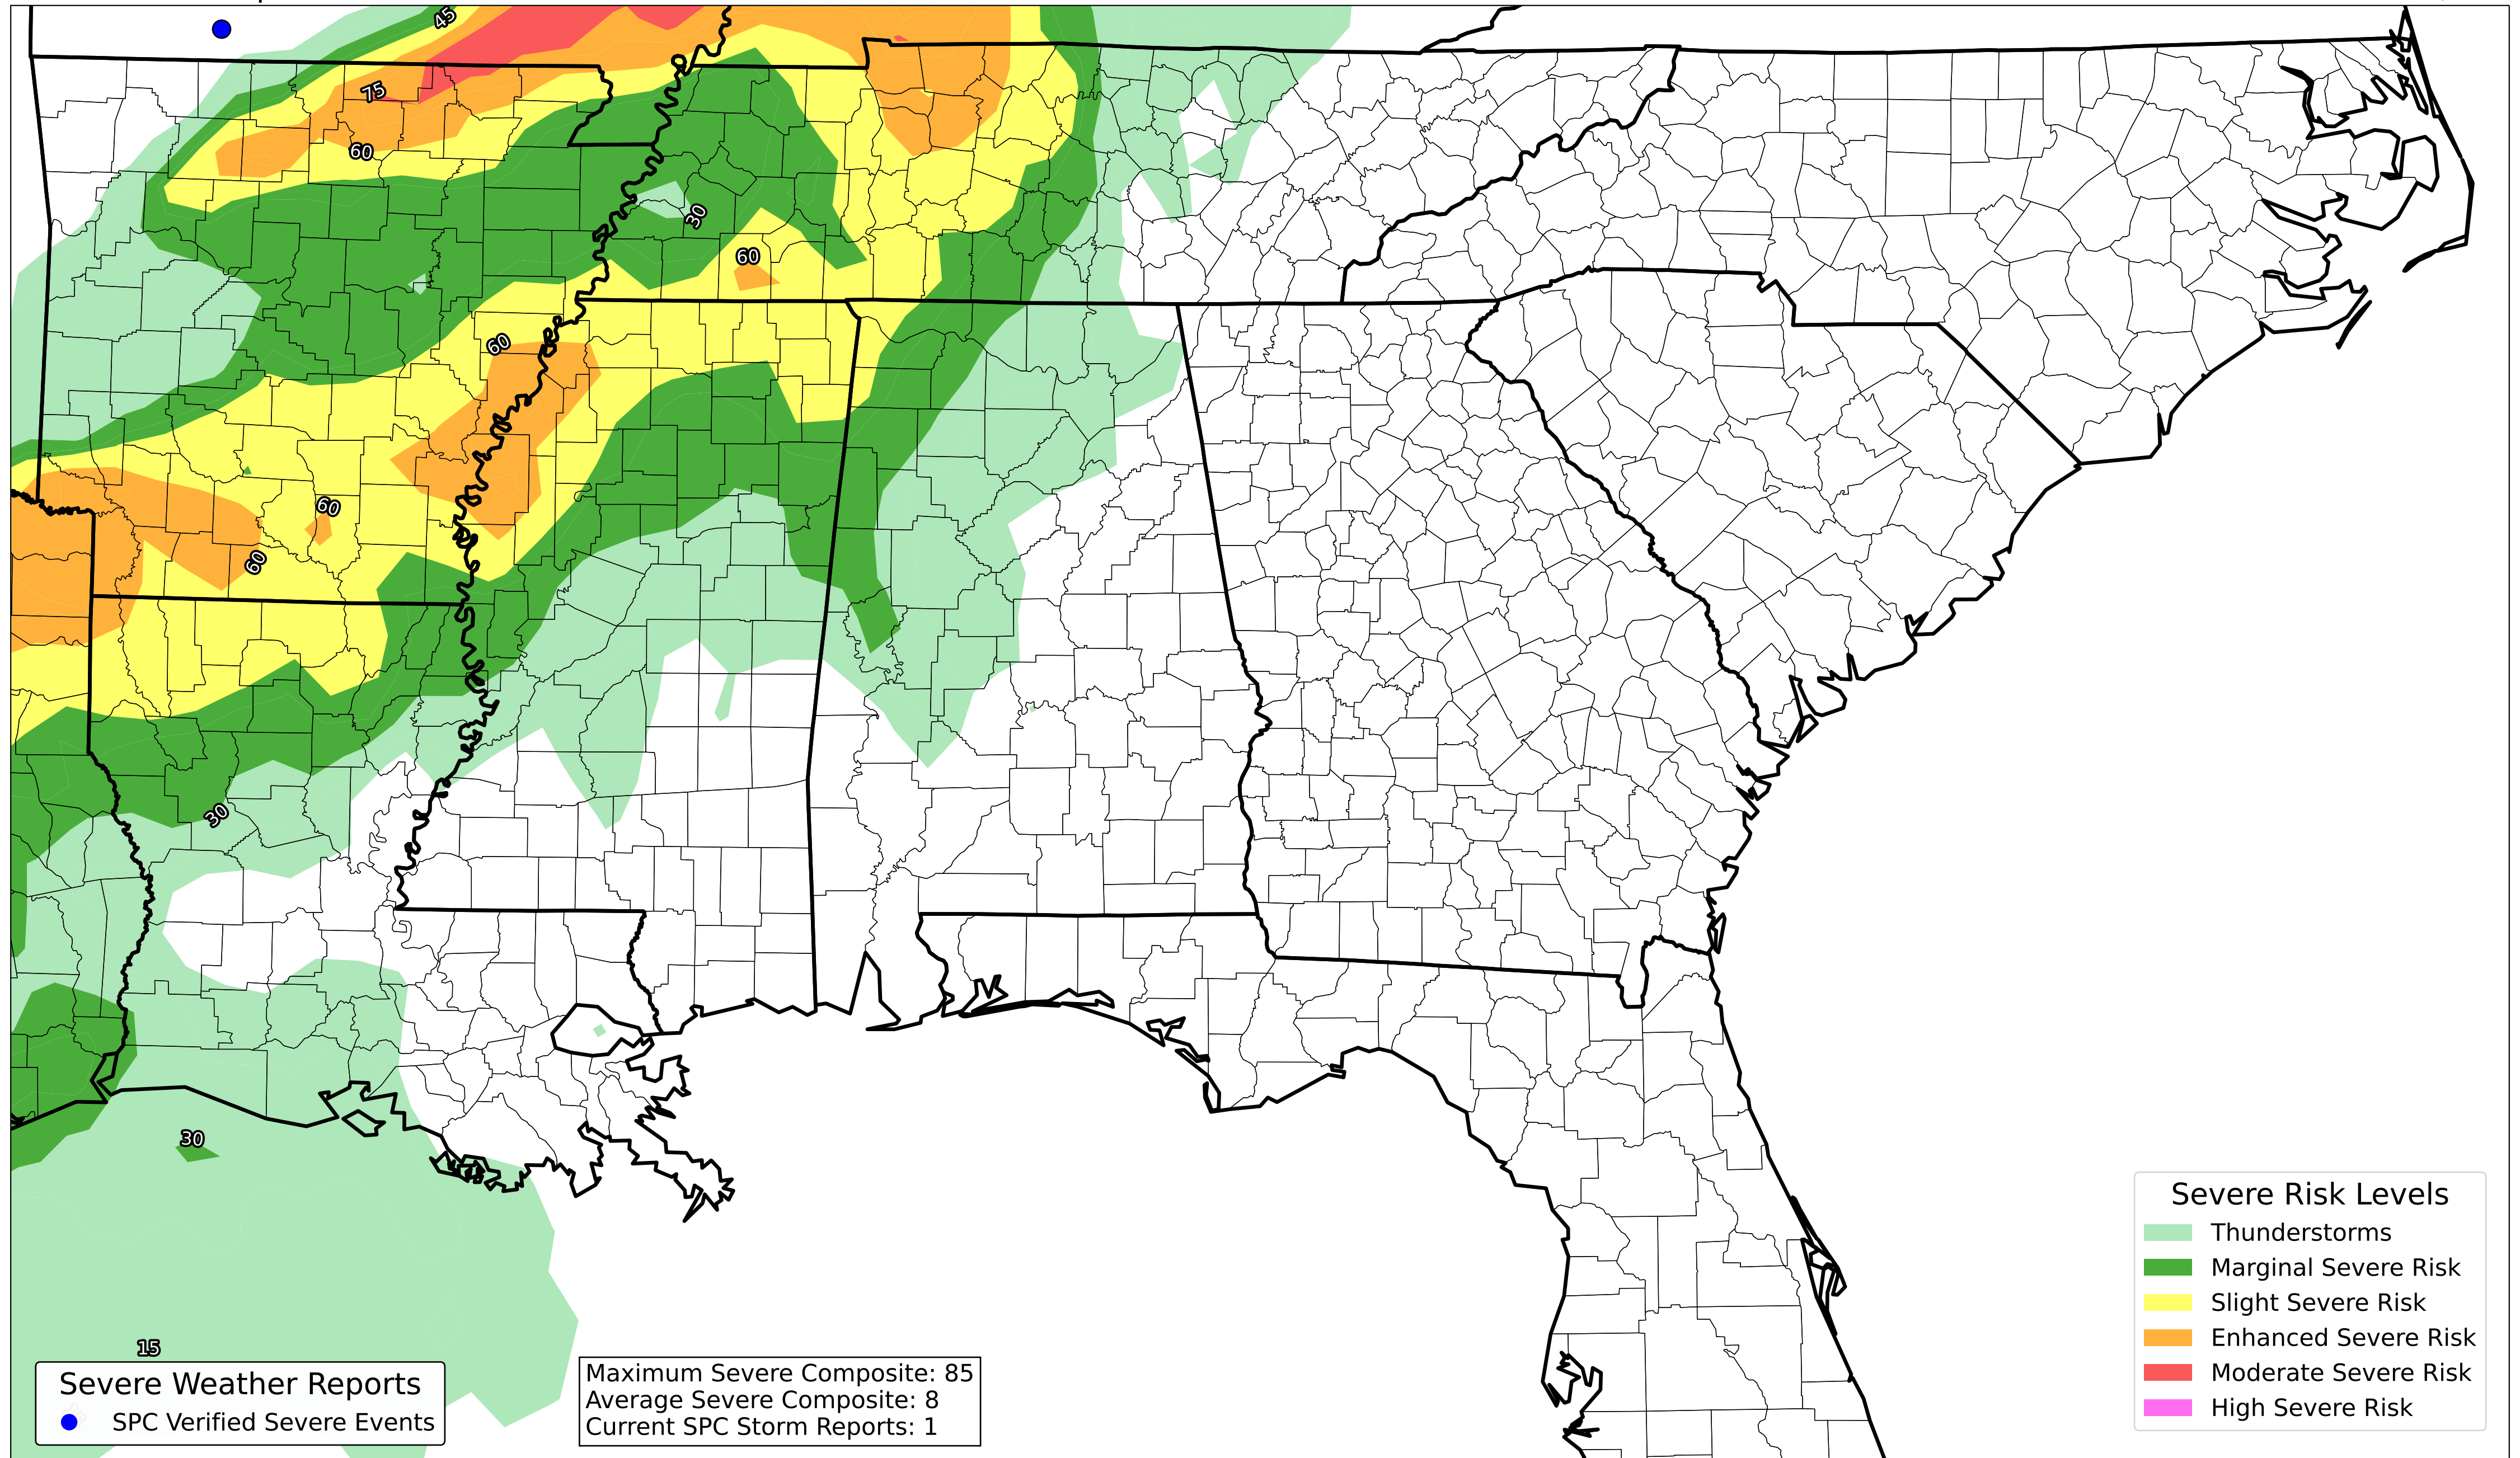 45
75
60
30
60
60
60
60
30
30
15
Severe Weather Reports
SPC Verified Severe Events
Maximum Severe Composite: 85
Average Severe Composite: 8
Current SPC Storm Reports: 1
Severe Risk Levels
Thunderstorms
Marginal Severe Risk
Slight Severe Risk
Enhanced Severe Risk
Moderate Severe Risk
High Severe Risk